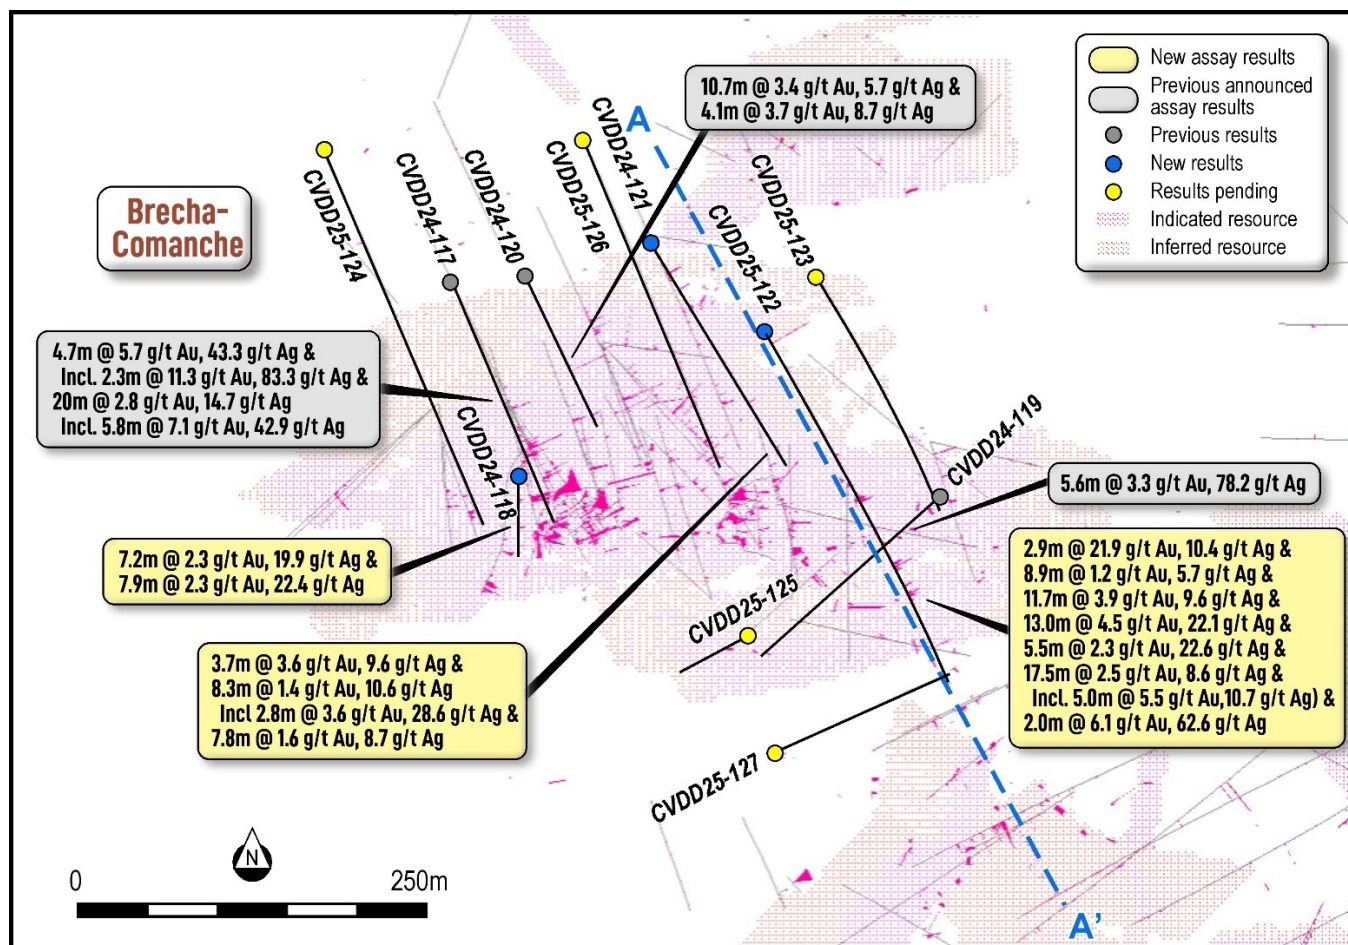 New assay results
Previous announced
assay results
Previous results
New results
Results pending
Indicated resource
Inferred resource
10.7m @ 3.4 g/t Au, 5.7 g/t Ag &
4.1m @ 3.7 g/t Au, 8.7 g/t Ag
A
Brecha-
Comanche
CVDD25-124
CVDD24-117
CVDD24-120
CVDD25-126
CVDD24-121
CVDD25-122
CVDD25-123
4.7m @ 5.7 g/t Au, 43.3 g/t Ag &
Incl. 2.3m @ 11.3 g/t Au, 83.3 g/t Ag &
20m @ 2.8 g/t Au, 14.7 g/t Ag
Incl. 5.8m @ 7.1 g/t Au, 42.9 g/t Ag
CVDD24-118
CVDD24-119
5.6m @ 3.3 g/t Au, 78.2 g/t Ag
7.2m @ 2.3 g/t Au, 19.9 g/t Ag &
7.9m @ 2.3 g/t Au, 22.4 g/t Ag
2.9m @ 21.9 g/t Au, 10.4 g/t Ag &
8.9m @ 1.2 g/t Au, 5.7 g/t Ag &
11.7m @ 3.9 g/t Au, 9.6 g/t Ag &
13.0m @ 4.5 g/t Au, 22.1 g/t Ag &
5.5m @ 2.3 g/t Au, 22.6 g/t Ag &
17.5m @ 2.5 g/t Au, 8.6 g/t Ag &
Incl. 5.0m @ 5.5 g/t Au,10.7 g/t Ag) &
2.0m @ 6.1 g/t Au, 62.6 g/t Ag
CVDD25-125
3.7m @ 3.6 g/t Au, 9.6 g/t Ag &
8.3m @ 1.4 g/t Au, 10.6 g/t Ag
Incl 2.8m @ 3.6 g/t Au, 28.6 g/t Ag &
7.8m @ 1.6 g/t Au, 8.7 g/t Ag
CVDD25-127
N
0 250m
A'